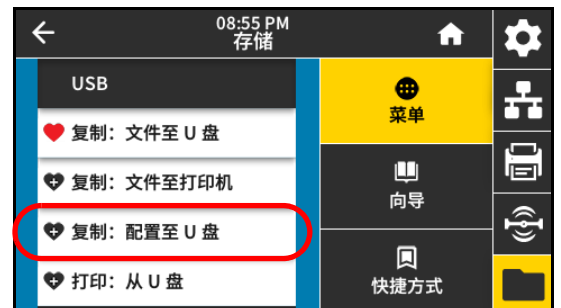 08:55 PM
存储
USB
复制：文件至 U 盘
复制：文件至打印机
复制：配置至 U 盘
打印：从 U 盘
菜单
向导
快捷方式